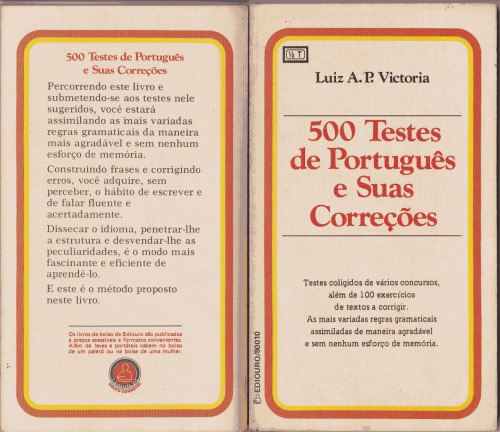 500 Testes de Português
e Suas Correções
Percorrendo este livro e
submetendo-se aos testes nele
sugeridos, você estará
assimilando as mais variadas
regras gramaticais da maneira
mais agradável e sem nenhum
esforço de memória.
Construindo frases e corrigindo
erros, você adquire, sem
perceber, o hábito de escrever e
de falar fluente e
acertadamente.
Dissecar o idioma, penetrar-lhe
a estrutura e desvendar-lhe as
peculiaridades, é o modo mais
fascinante e eficiente de
aprendê-lo.
E este é o método proposto
neste livro.
Os livros de bolso da Ediouro são publicados
a preços acessíveis e formatos convenientes.
Além de leves e portáteis cabem no bolso
de um paletó ou na bolsa de uma mulher.
EDIOURO
Luiz A.P. Victoria
500 Testes
de Português
e Suas
Correções
Testes coligidos de vários concursos,
além de 100 exercícios
de textos a corrigir.
As mais variadas regras gramaticais
assimiladas de maneira agradável
e sem nenhum esforço de memória.
EDIOURO/80010